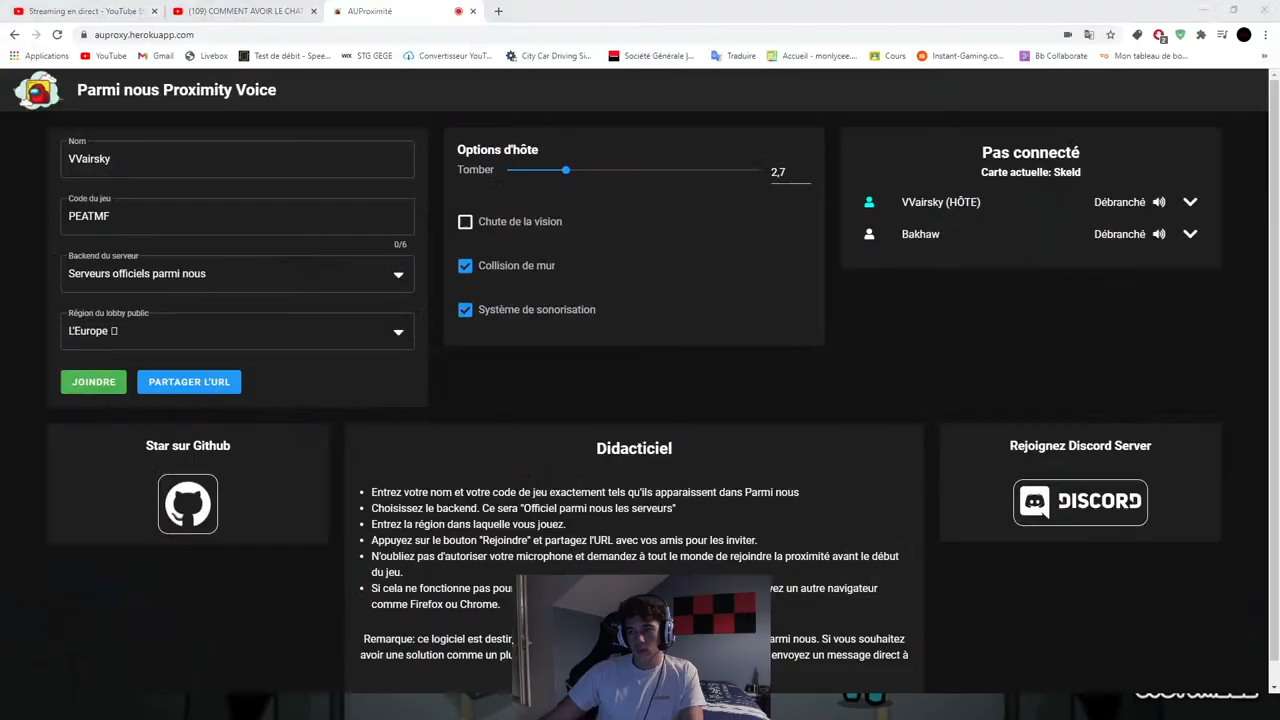 Streaming en direct - YouTube S
(109) COMMENT AVOIR LE CHAT
AUProximité
auproxy.herokuapp.com
Applications
YouTube
Gmail
Livebox
Test de débit - Spee...
WIX STG GEGE
Convertisseur YouT...
City Car Driving Si...
Société Générale |...
Traduire
Accueil - monlycee....
Cours
Instant-Gaming.co...
Bb Collaborate
Mon tableau de bo...
Parmi nous Proximity Voice
Nom
VVairsky
Code du jeu
PEATMF
0/6
Backend du serveur
Serveurs officiels parmi nous
Région du lobby public
L'Europe
JOINDRE
PARTAGER L'URL
Options d'hôte
Tomber
2,7
Chute de la vision
Collision de mur
Système de sonorisation
Pas connecté
Carte actuelle: Skeld
VVairsky (HÔTE) Débranché
Bakhaw Débranché
Star sur Github
Didacticiel
• Entrez votre nom et votre code de jeu exactement tels qu'ils apparaissent dans Parmi nous
• Choisissez le backend. Ce sera "Officiel parmi nous les serveurs"
• Entrez la région dans laquelle vous jouez.
• Appuyez sur le bouton "Rejoindre" et partagez l'URL avec vos amis pour les inviter.
• N'oubliez pas d'autoriser votre microphone et demandez à tout le monde de rejoindre la proximité avant le début
du jeu.
• Si cela ne fonctionne pas pour un autre navigateur
comme Firefox ou Chrome.
Remarque: ce logiciel est parmi nous. Si vous souhaitez
avoir une solution comme un envoyez un message direct à
Rejoignez Discord Server
DISCORD